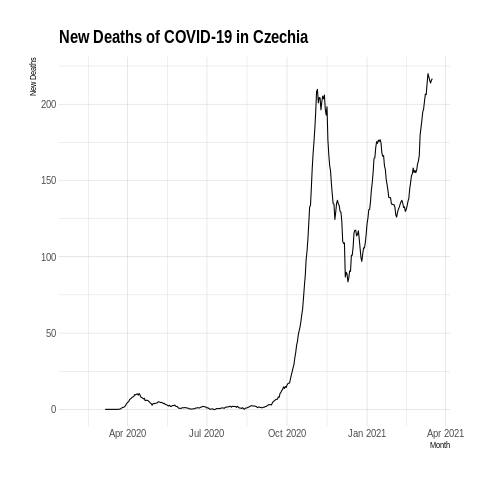 New Deaths of COVID-19 in Czechia
New Deaths
200
150
100
50
0
Apr 2020
Jul 2020
Oct 2020
Jan 2021
Apr 2021
Month